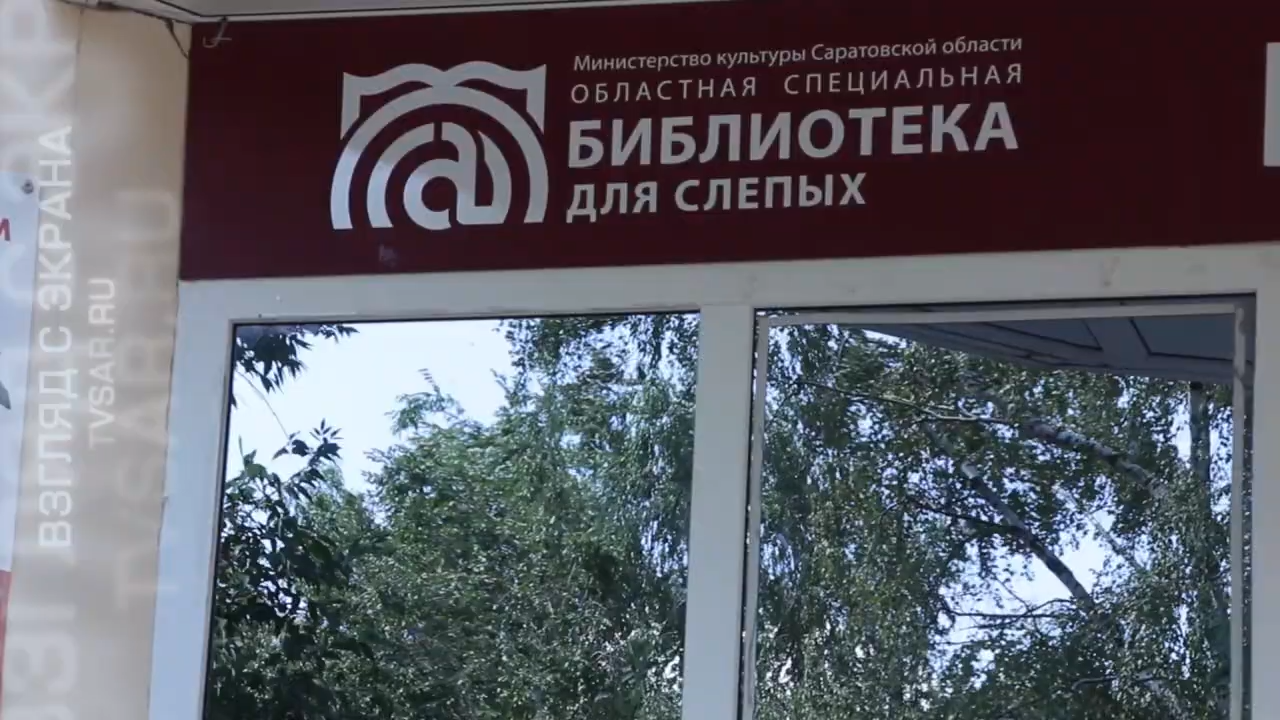 Министерство культуры Саратовской области
ОБЛАСТНАЯ СПЕЦИАЛЬНАЯ
БИБЛИОТЕКА
ДЛЯ СЛЕПЫХ
ВЗГЛЯД С ЭКРАНА
TVSAR.RU